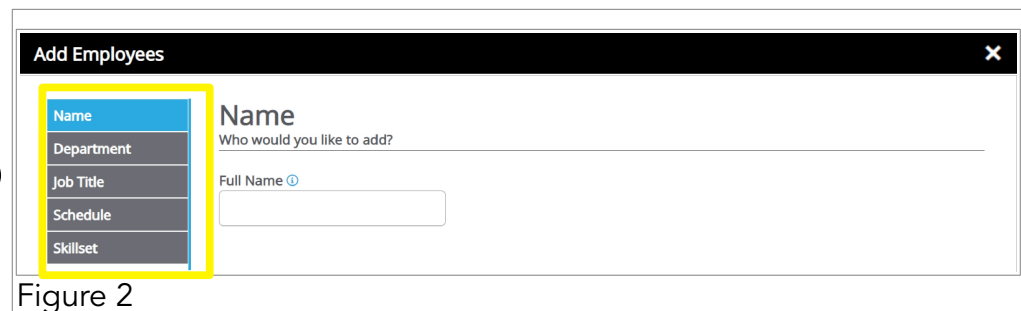 Add Employees
Name
Department
Job Title
Schedule
Skillset
Name
Who would you like to add?
Full Name
Figure 2